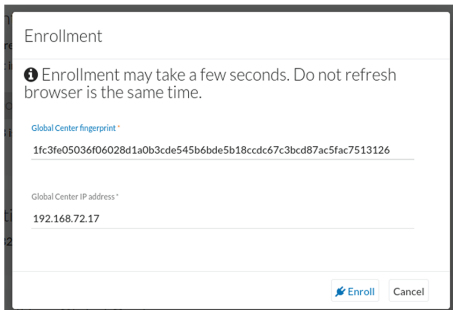 Enrollment
Enrollment may take a few seconds. Do not refresh
browser is the same time.
Global Center fingerprint *
1fc3fe05036f06028d1a0b3cde545b6bde5b18ccdc67c3bcd87ac5fac7513126
Global Center IP address *
192.168.72.17
Enroll Cancel